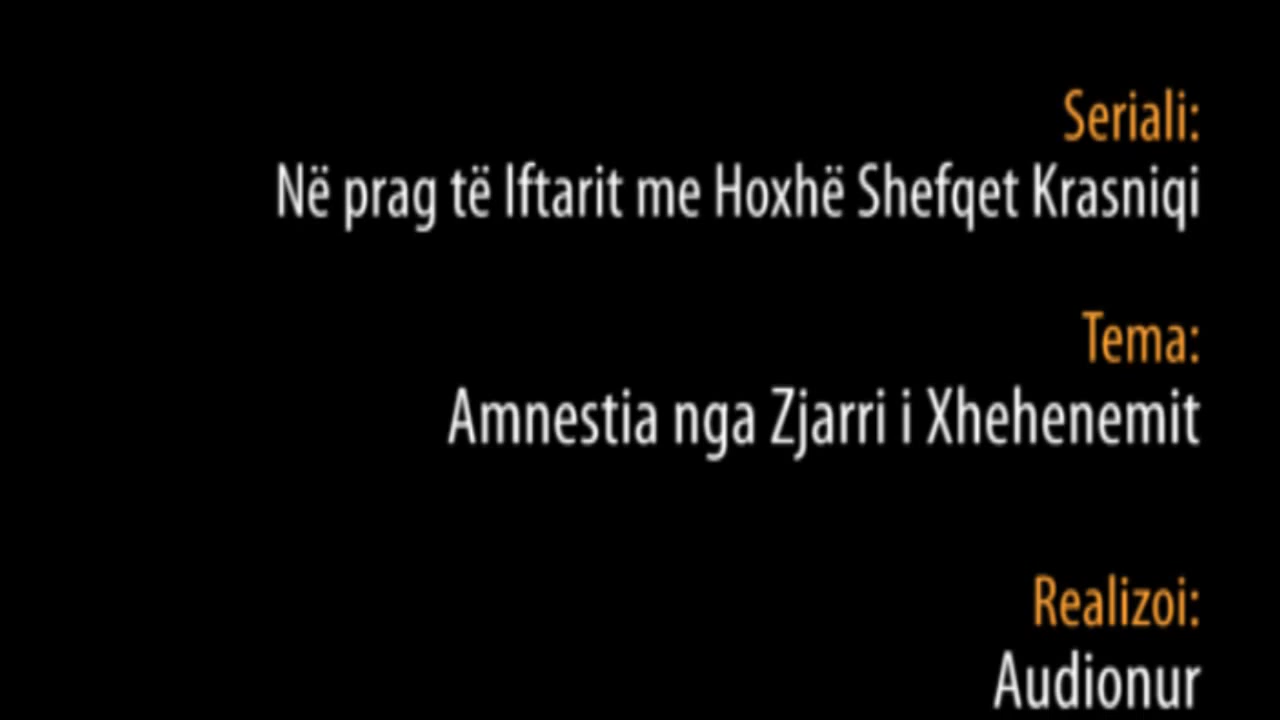 Seriali:
Në prag të Iftarit me Hoxhë Shefqet Krasniqi
Tema:
Amnestia nga Zjarri i Xhehenemit
Realizoi:
Audionur